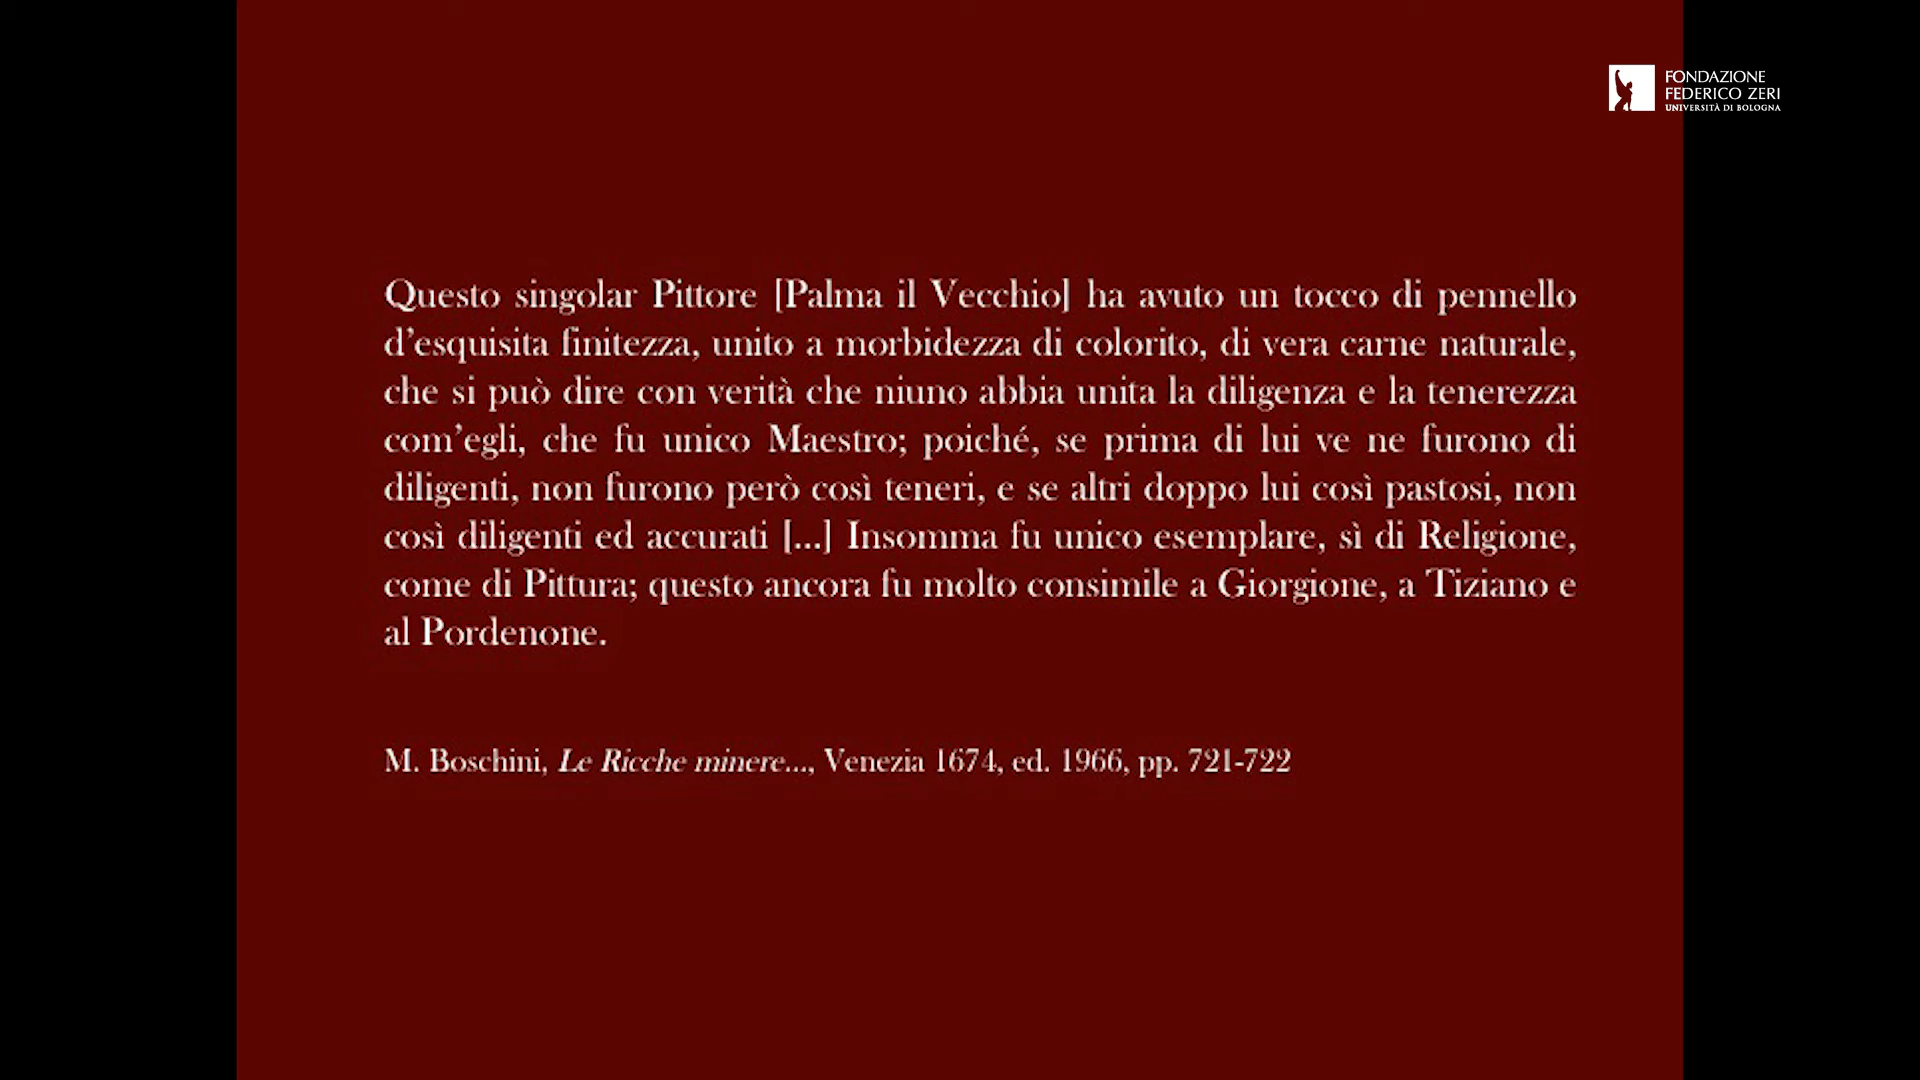 FONDAZIONE
FEDERICO ZERI
UNIVERSITÀ DI BOLOGNA
Questo singolar Pittore [Palma il Vecchio] ha avuto un tocco di pennello
d’esquisita finitezza, unito a morbidezza di colorito, di vera carne naturale,
che si può dire con verità che niuno abbia unita la diligenza e la tenerezza
com’egli, che fu unico Maestro; poiché, se prima di lui ve ne furono di
diligenti, non furono però così teneri, e se altri doppo lui così pastosi, non
così diligenti ed accurati [...] Insomma fu unico esemplare, sì di Religione,
come di Pittura; questo ancora fu molto consimile a Giorgione, a Tiziano e
al Pordenone.
M. Boschini, Le Ricche minere..., Venezia 1674, ed. 1966, pp. 721-722